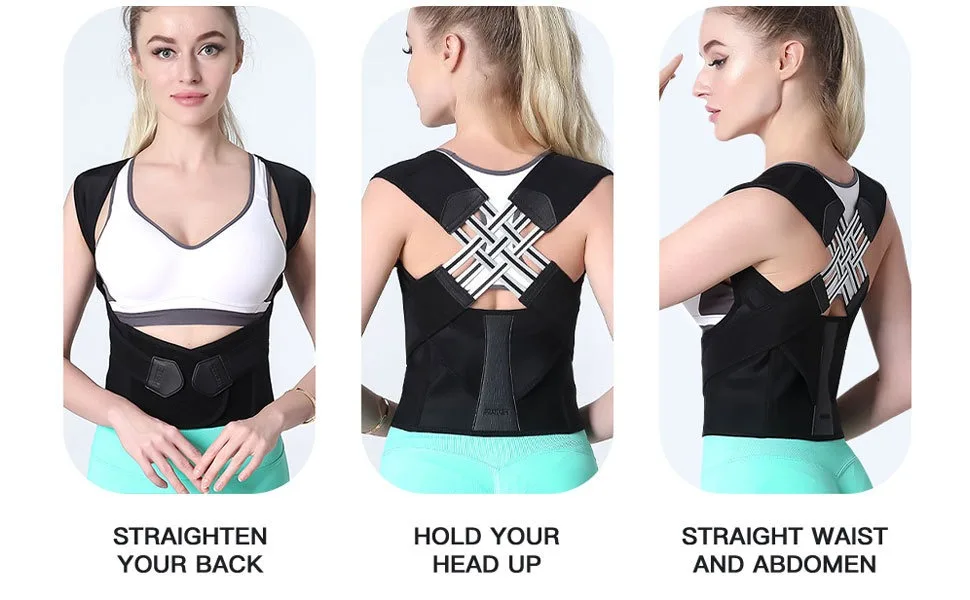 STRAIGHTEN
YOUR BACK
HOLD YOUR
HEAD UP
STRAIGHT WAIST
AND ABDOMEN